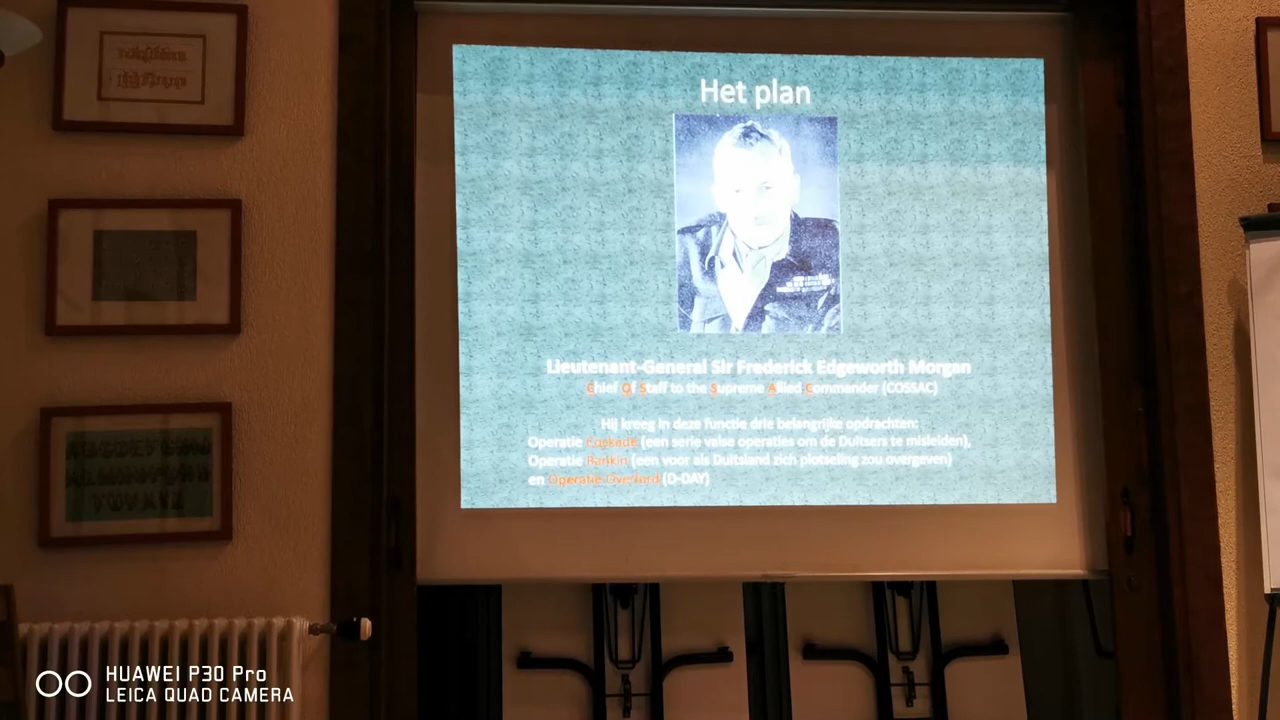 Het plan
Lieutenant-General Sir Frederick Edgeworth Morgan
Chief Of Staff to the Supreme Allied Commander (COSSAC)
Hij kreeg in deze functie drie belangrijke opdrachten:
Operatie Cockade (een serie valse operaties om de Duitsers te misleiden),
Operatie Rankin (een voor als Duitsland zich plotseling zou overgeven)
en Operatie Overlord (D-DAY)
HUAWEI P30 Pro
LEICA QUAD CAMERA